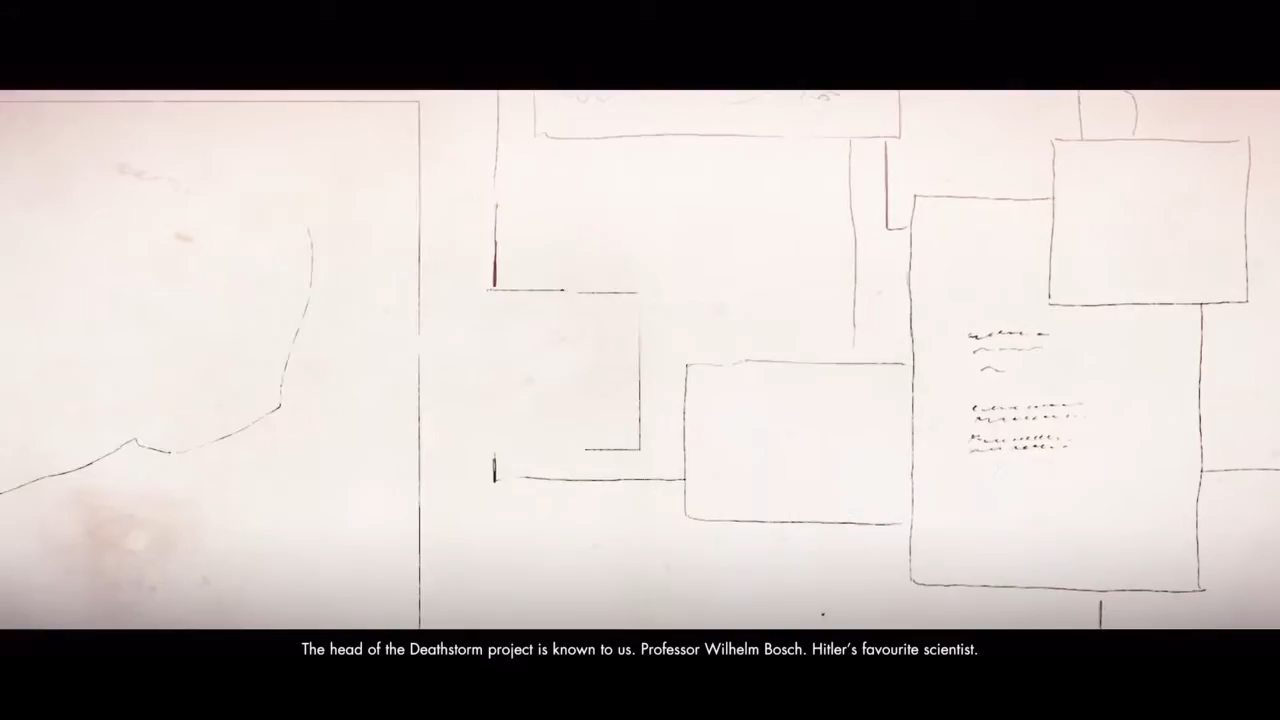 The head of the Deathstorm project is known to us. Professor Wilhelm Bosch. Hitler's favourite scientist.